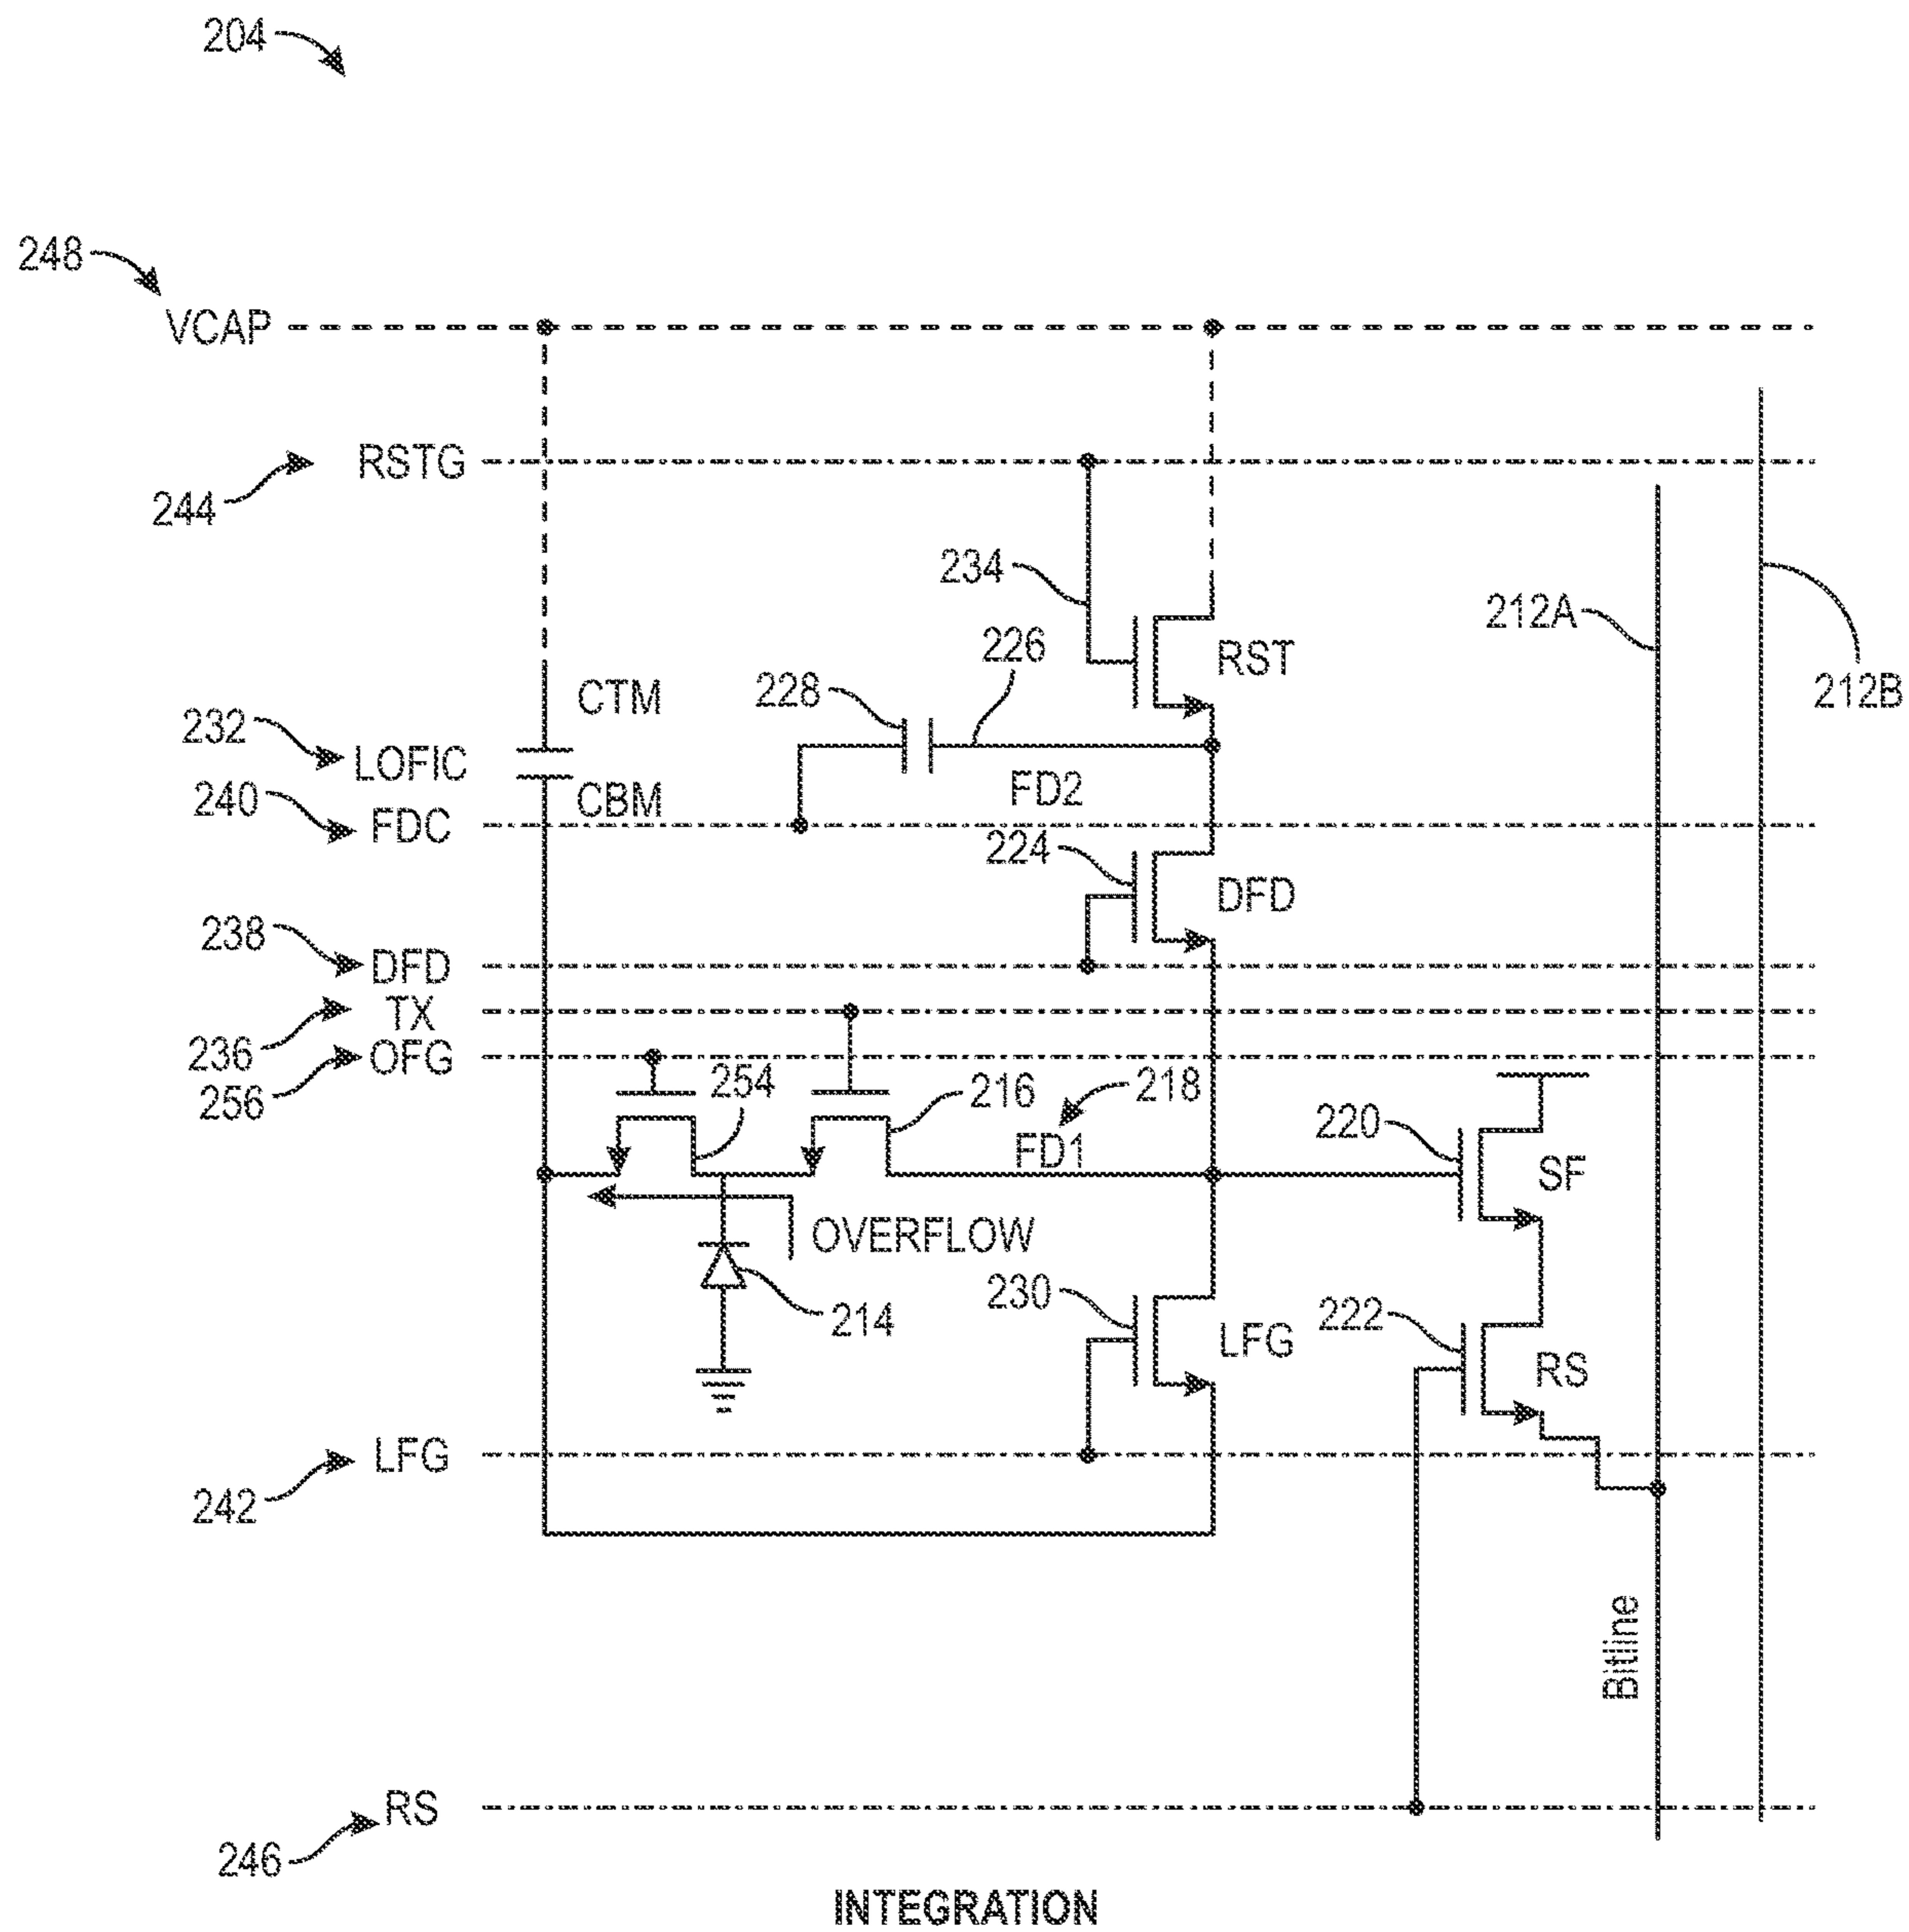 204
248
VCAP
RSTG
244
234
212A
226
RST
228
212B
CTM
232
LOFIC
240
CBM
FD2
FDC
224
DFD
238
DFD
TX
236
OFG
256
254
216
218
220
FD1
SF
OVERFLOW
230
214
222
LFG
RS
LFG
242
Bitline
RS
246
INTEGRATION